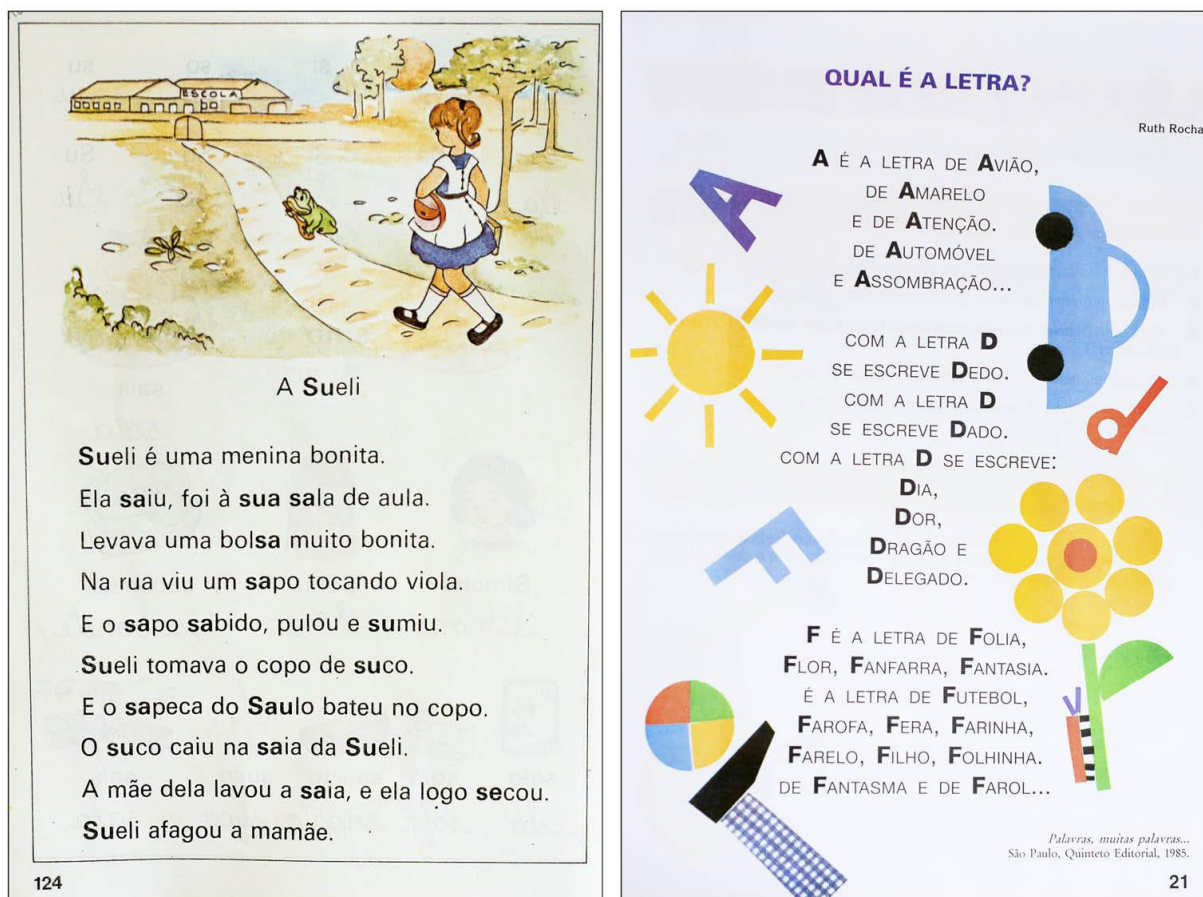 ESCOLA
A Sueli
Sueli é uma menina bonita.
Ela saiu, foi à sua sala de aula.
Levava uma bolsa muito bonita.
Na rua viu um sapo tocando viola.
E o sapo sabido, pulou e sumiu.
Sueli tomava o copo de suco.
E o sapeca do Saulo bateu no copo.
O suco caiu na saia da Sueli.
A mãe dela lavou a saia, e ela logo secou.
Sueli afagou a mamãe.
124
QUAL É A LETRA?
Ruth Rocha
A É A LETRA DE AVIÃO,
DE AMARELO
E DE ATENÇÃO.
DE AUTOMÓVEL
E ASSOMBRAÇÃO...
COM A LETRA D
SE ESCREVE DEDO.
COM A LETRA D
SE ESCREVE DADO.
COM A LETRA D SE ESCREVE:
DIA,
DOR,
DRAGÃO E
DELEGADO.
F É A LETRA DE FOLIA,
FLOR, FANFARRA, FANTASIA.
É A LETRA DE FUTEBOL,
FAROFA, FERA, FARINHA,
FARELO, FILHO, FOLHINHA.
DE FANTASMA E DE FAROL...
A
d
F
Palavras, muitas palavras...
São Paulo, Quinteto Editorial, 1985.
21